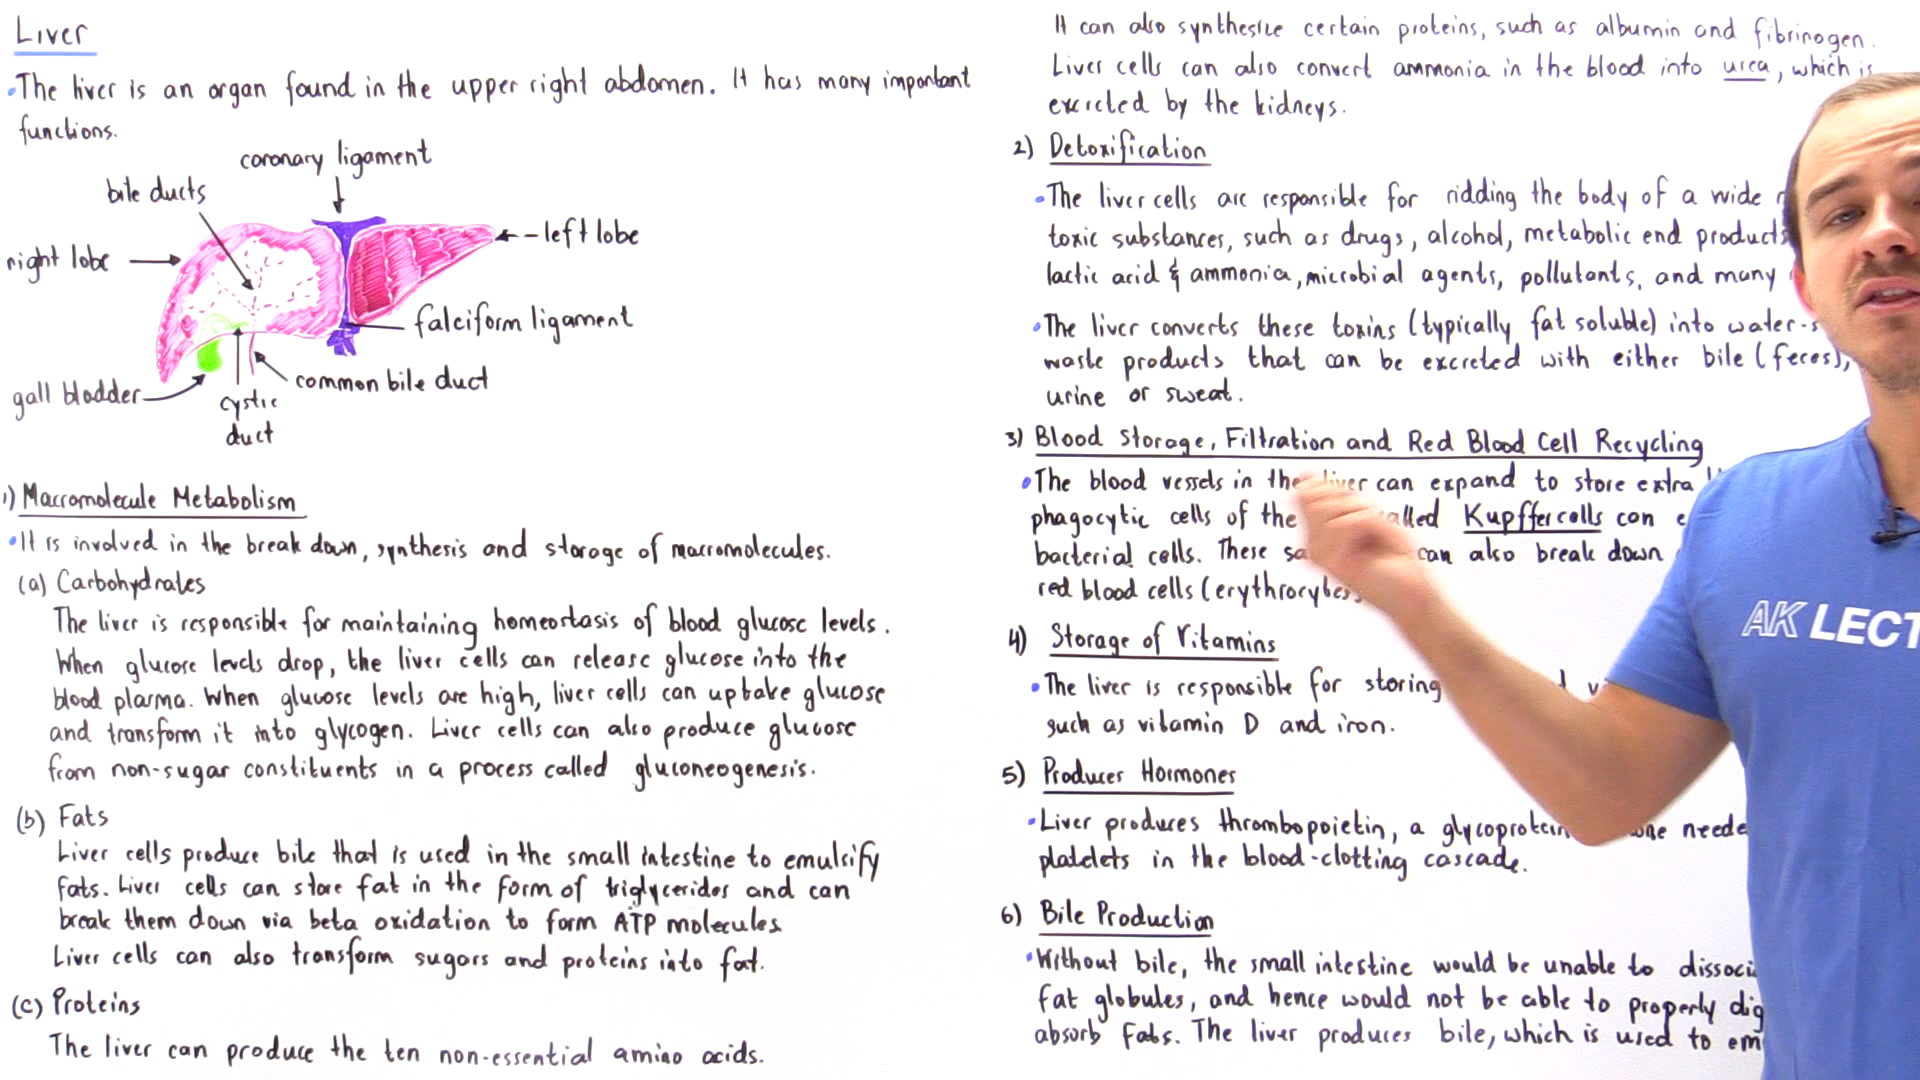 Liver
•The liver is an organ found in the upper right abdomen. It has many important
functions.
coronary ligament
bile ducts
left lobe
right lobe
falciform ligament
common bile duct
gall bladder
cystic
duct
1) Macromolecule Metabolism
•It is involved in the break down, synthesis and storage of macromolecules.
(a) Carbohydrates
The liver is responsible for maintaining homeostasis of blood glucose levels.
When glucose levels drop, the liver cells can release glucose into the
blood plasma. When glucose levels are high, liver cells can uptake glucose
and transform it into glycogen. Liver cells can also produce glucose
from non-sugar constituents in a process called gluconeogenesis.
(b) Fats
Liver cells produce bile that is used in the small intestine to emulsify
fats. Liver cells can store fat in the form of triglycerides and can
break them down via beta oxidation to form ATP molecules
Liver cells can also transform sugars and proteins into fat.
(c) Proteins
The liver can produce the ten non-essential amino acids.
It can also synthesize certain proteins, such as albumin and fibrinogen.
Liver cells can also convert ammonia in the blood into urea, which is
excreted by the kidneys.
2) Detoxification
•The liver cells are responsible for ridding the body of a wide
toxic substances, such as drugs, alcohol, metabolic end products
lactic acid & ammonia, microbial agents, pollutants, and many
•The liver converts these toxins (typically fat soluble) into water-s
waste products that can be excreted with either bile (feces),
urine or sweat.
3) Blood Storage, Filtration and Red Blood Cell Recycling
•The blood vessels in the liver can expand to store extra
phagocytic cells of the called Kupffer cells can
bacterial cells. These can also break down
red blood cells (erythrocytes)
4) Storage of Vitamins
•The liver is responsible for storing
such as vitamin D and iron.
5) Producer Hormones
•Liver produces thrombopoietin, a glycoprotein neede
platelets in the blood-clotting cascade.
6) Bile Production
•Without bile, the small intestine would be unable to dissoci
fat globules, and hence would not be able to properly dig
absorb fats. The liver produces bile, which is used to em
AK LECT